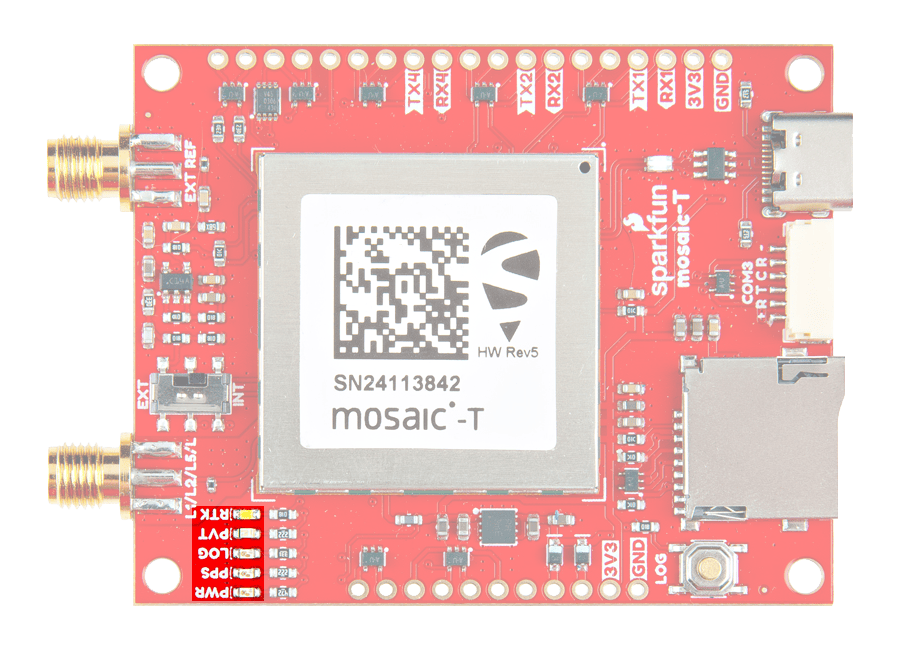 TX4
RX4
TX2
RX2
TX1
RX1
3V3
GND
EXT REF
sparkfun
mosaic-T
COM3
+ R T C R -
HW Rev5
SN24113842
mosaic-T
EXT
INT
L1/L2/L5/L
RTK
PVT
LOG
PPS
PWR
3V3
GND
LOG